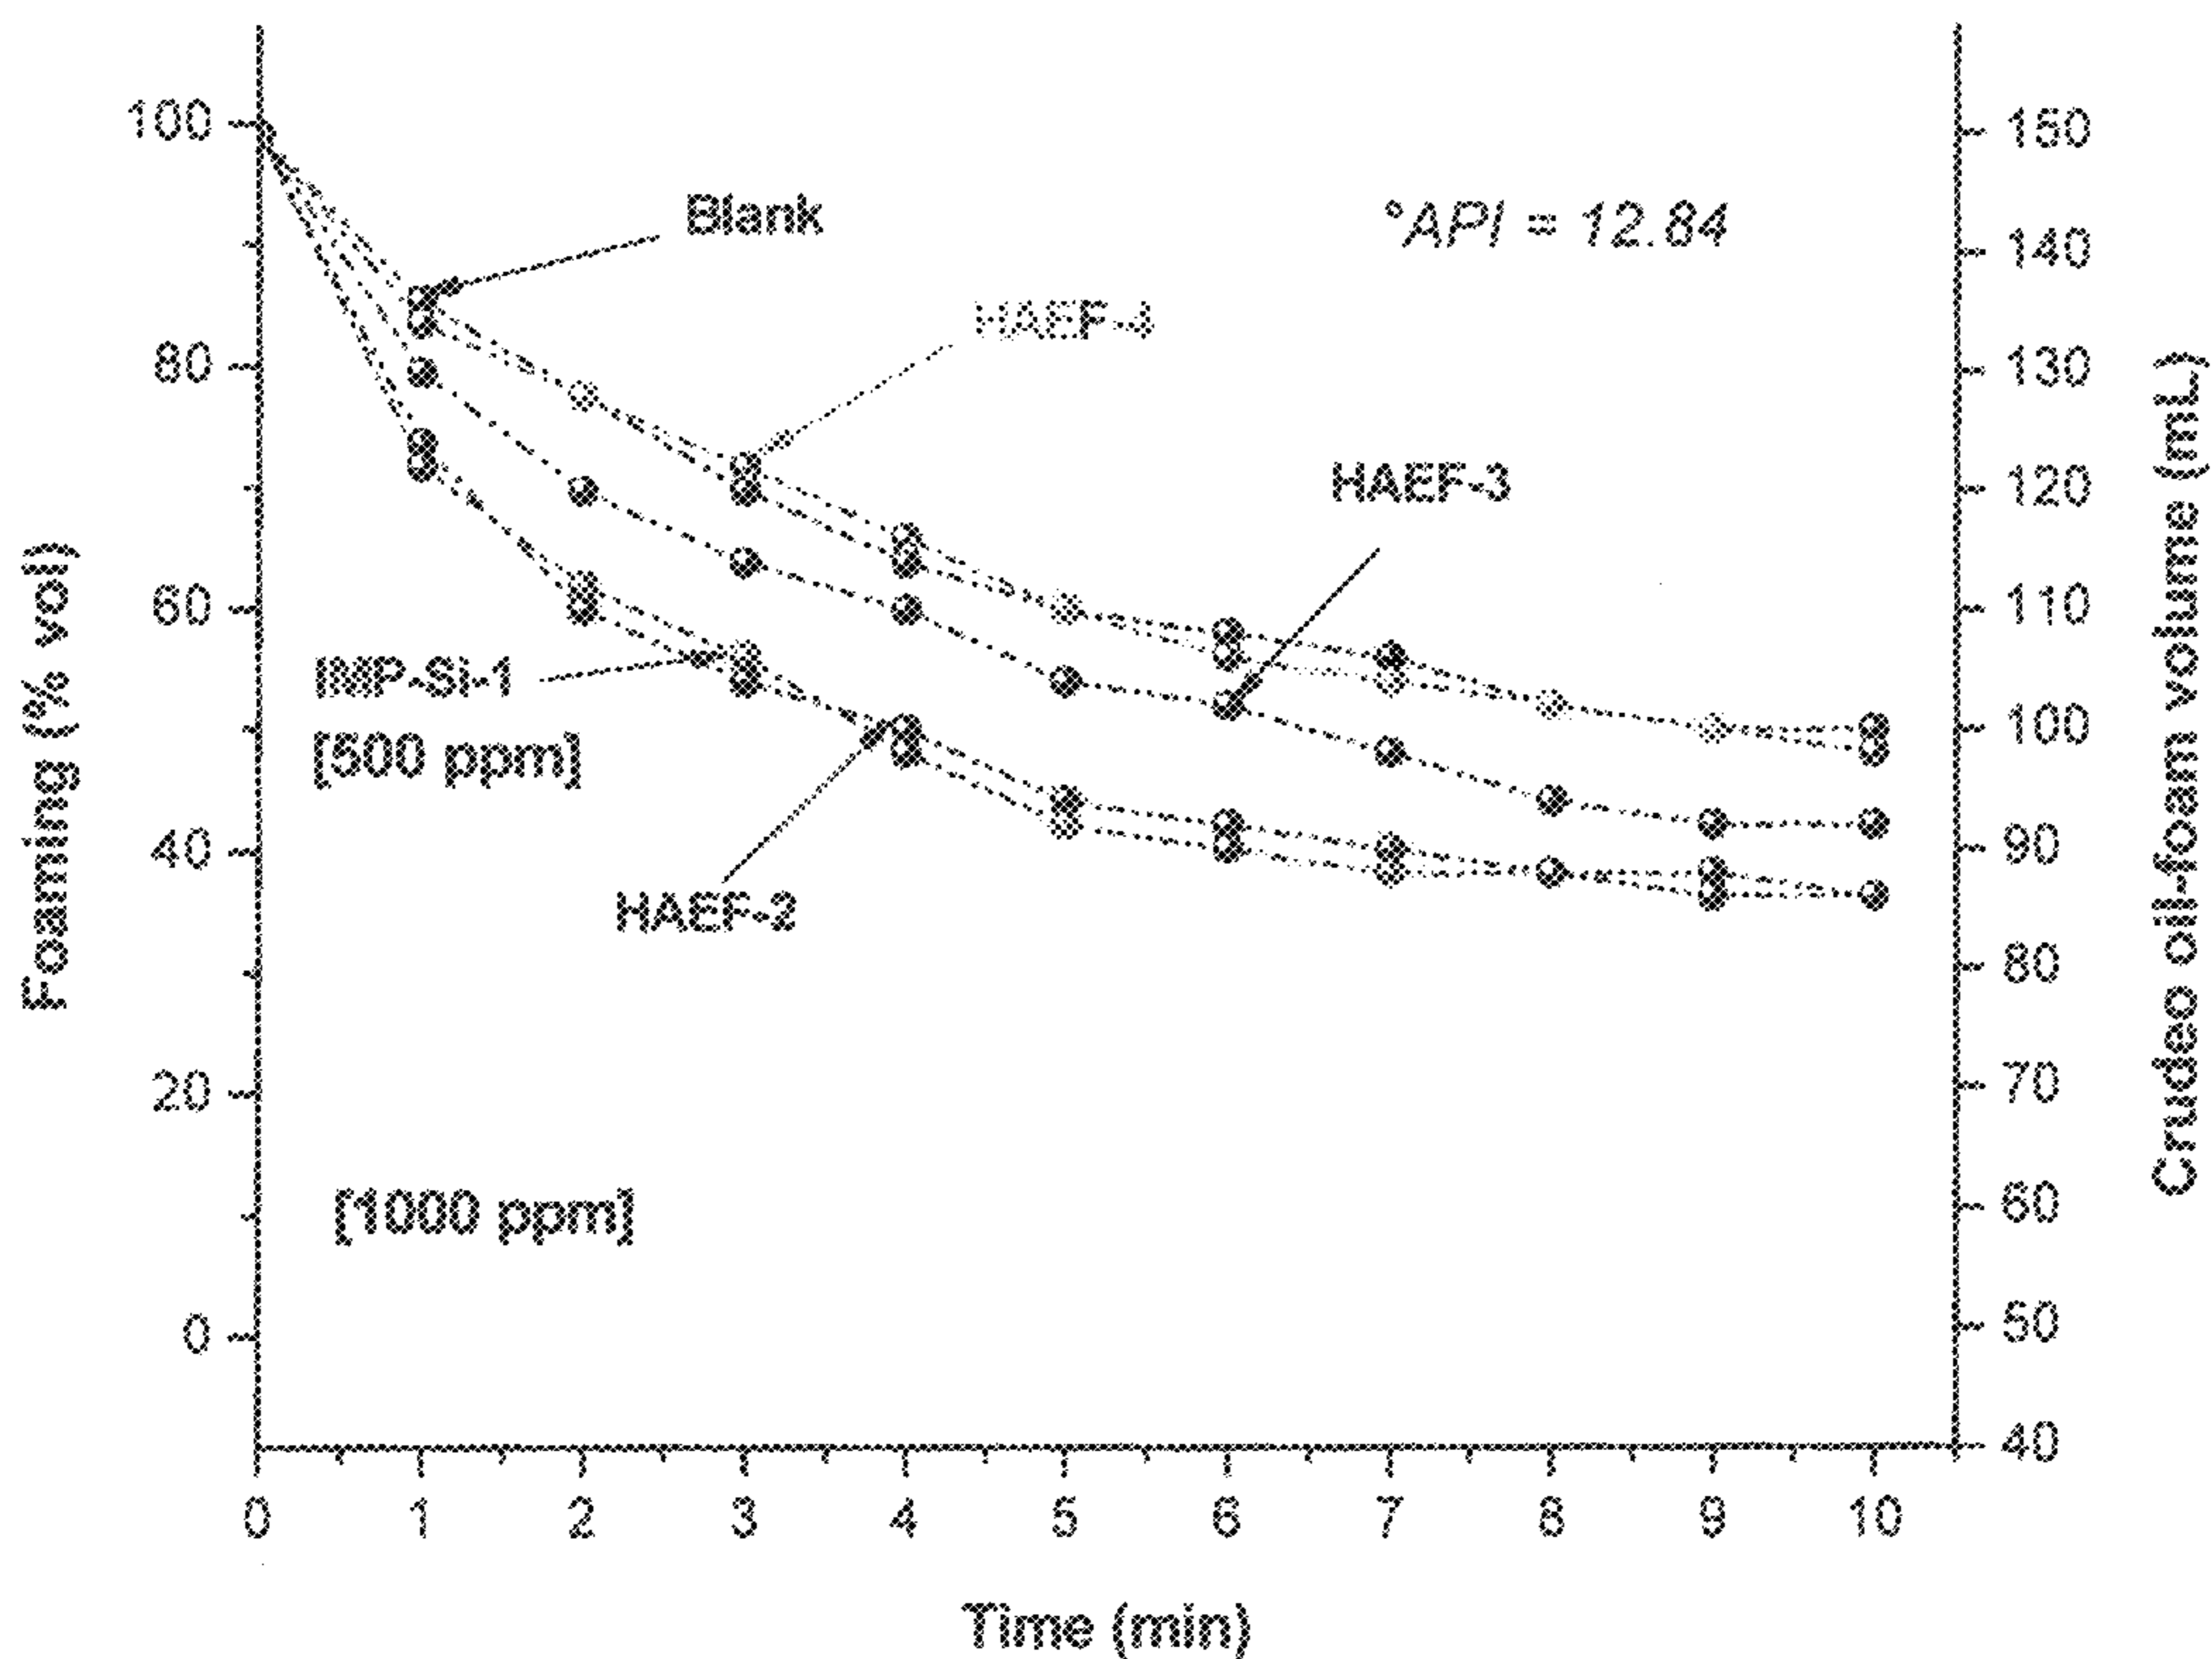 Foaming (% vol)
100
80
60
40
20
0
Blank
HAEF-4
HAEF-3
IMP-Si-1
[500 ppm]
HAEF-2
[1000 ppm]
°API = 12.84
150
140
130
120
110
100
90
80
70
60
50
40
Crudeo oil-foam volume (mL)
0 1 2 3 4 5 6 7 8 9 10
Time (min)